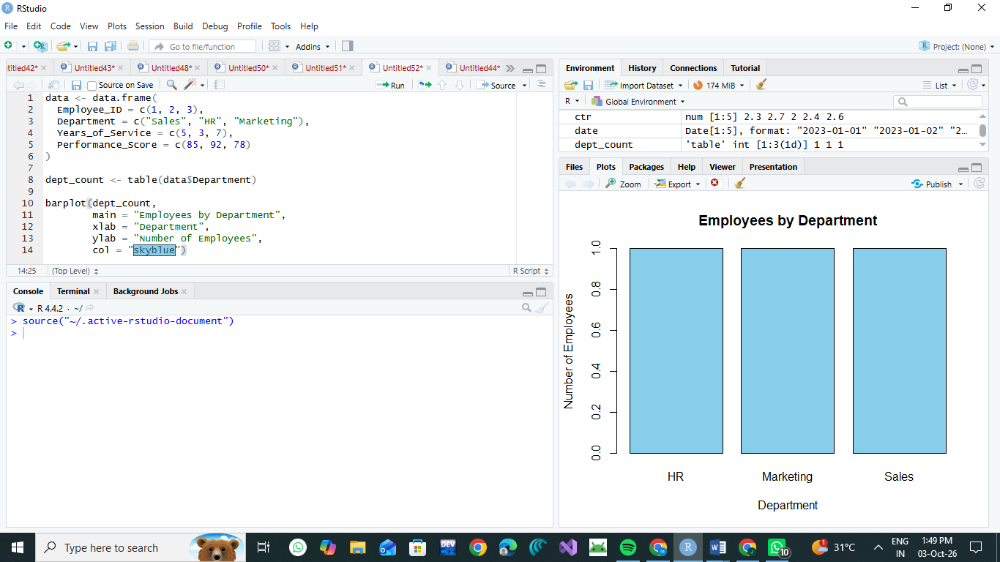 RStudio
File Edit Code View Plots Session Build Debug Profile Tools Help
Go to file/function Addins Project: (None)
ntitled42* Untitled43* Untitled48* Untitled50* Untitled51* Untitled52* Untitled44*
Source on Save Run Source
1 data <- data.frame(
2 Employee_ID = c(1, 2, 3),
3 Department = c("Sales", "HR", "Marketing"),
4 Years_of_Service = c(5, 3, 7),
5 Performance_Score = c(85, 92, 78)
6 )
7
8 dept_count <- table(data$Department)
9
10 barplot(dept_count,
11 main = "Employees by Department",
12 xlab = "Department",
13 ylab = "Number of Employees",
14 col = "skyblue")
14:25 (Top Level) R Script
Console Terminal Background Jobs
R 4.4.2 · ~/
> source("~/.active-rstudio-document")
>
Environment History Connections Tutorial
Import Dataset 174 MiB List
R Global Environment
ctr num [1:5] 2.3 2.7 2 2.4 2.6
date Date[1:5], format: "2023-01-01" "2023-01-02" "2...
dept_count 'table' int [1:3(1d)] 1 1 1
Files Plots Packages Help Viewer Presentation
Zoom Export Publish
Employees by Department
Number of Employees
1.0
0.8
0.6
0.4
0.2
0.0
HR Marketing Sales
Department
Type here to search
DEV
R
1
31°C
10
ENG
IN
1:49 PM
03-Oct-26